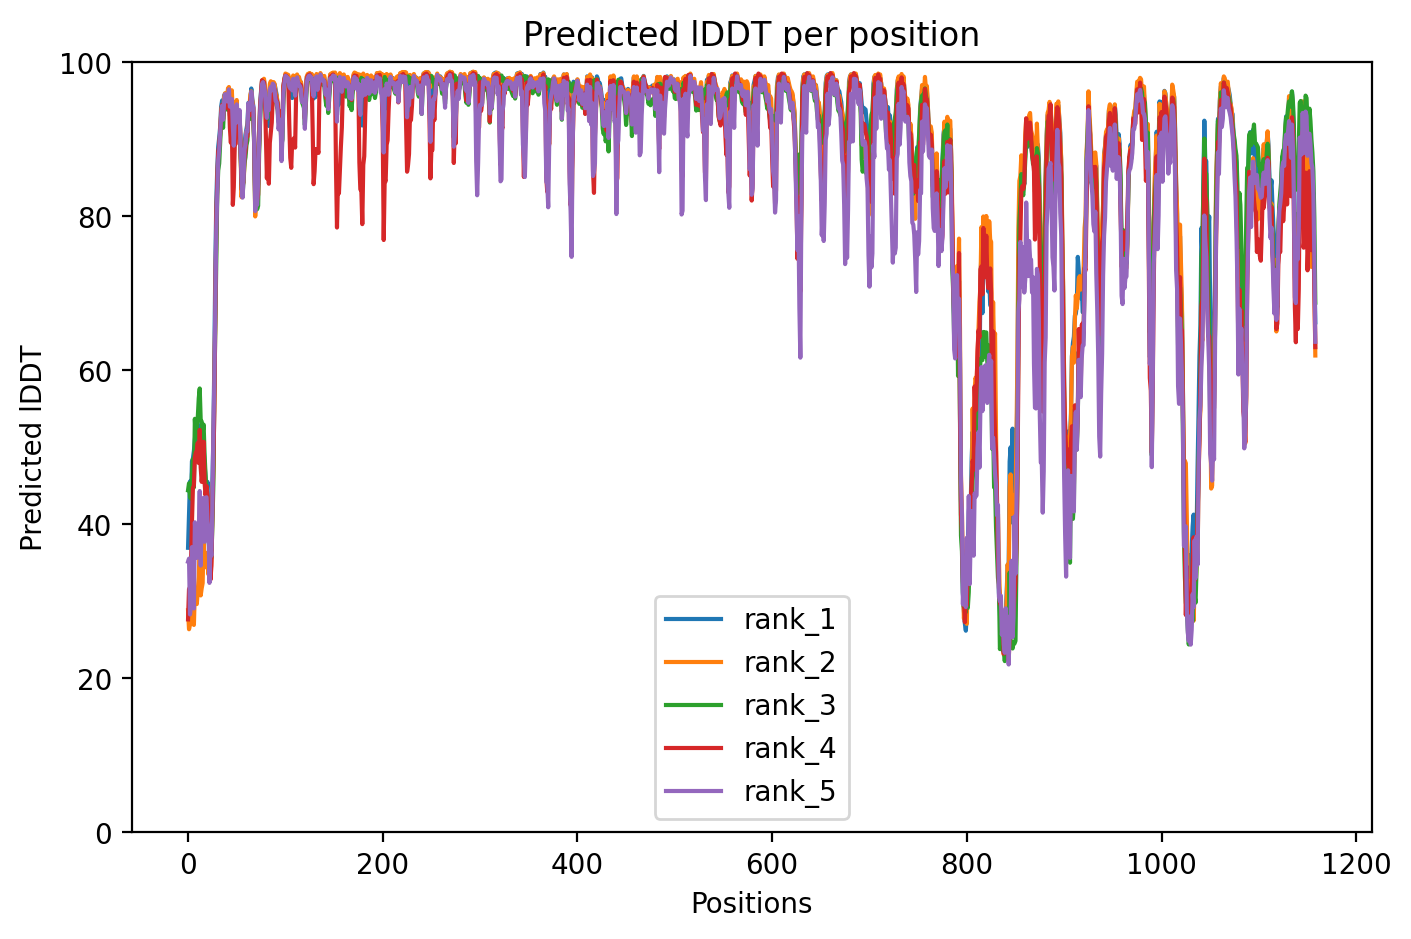 Predicted lDDT per position
100
80
60
40
20
0
Predicted lDDT
0 200 400 600 800 1000 1200
Positions
rank_1
rank_2
rank_3
rank_4
rank_5